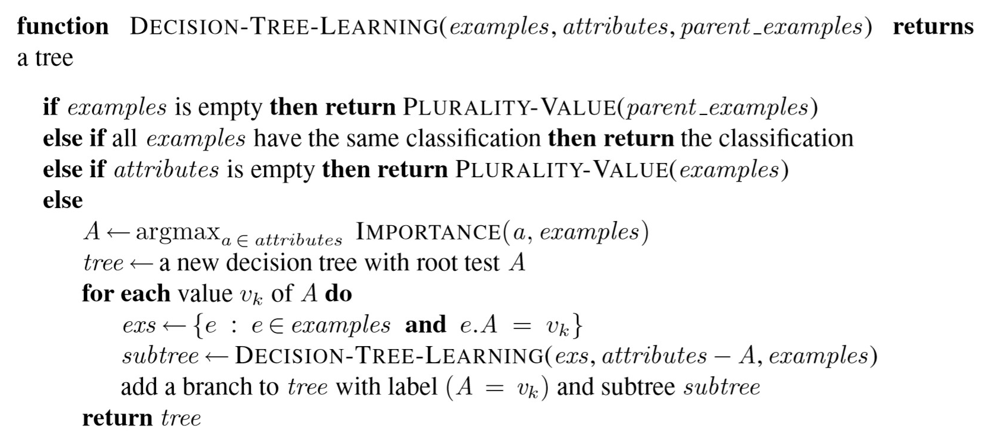 function DECISION-TREE-LEARNING(examples, attributes, parent_examples) returns
a tree
if examples is empty then return PLURALITY-VALUE(parent_examples)
else if all examples have the same classification then return the classification
else if attributes is empty then return PLURALITY-VALUE(examples)
else
A ← argmax_{a ∈ attributes} IMPORTANCE(a, examples)
tree ← a new decision tree with root test A
for each value v_k of A do
exs ← {e : e ∈ examples and e.A = v_k}
subtree ← DECISION-TREE-LEARNING(exs, attributes − A, examples)
add a branch to tree with label (A = v_k) and subtree subtree
return tree